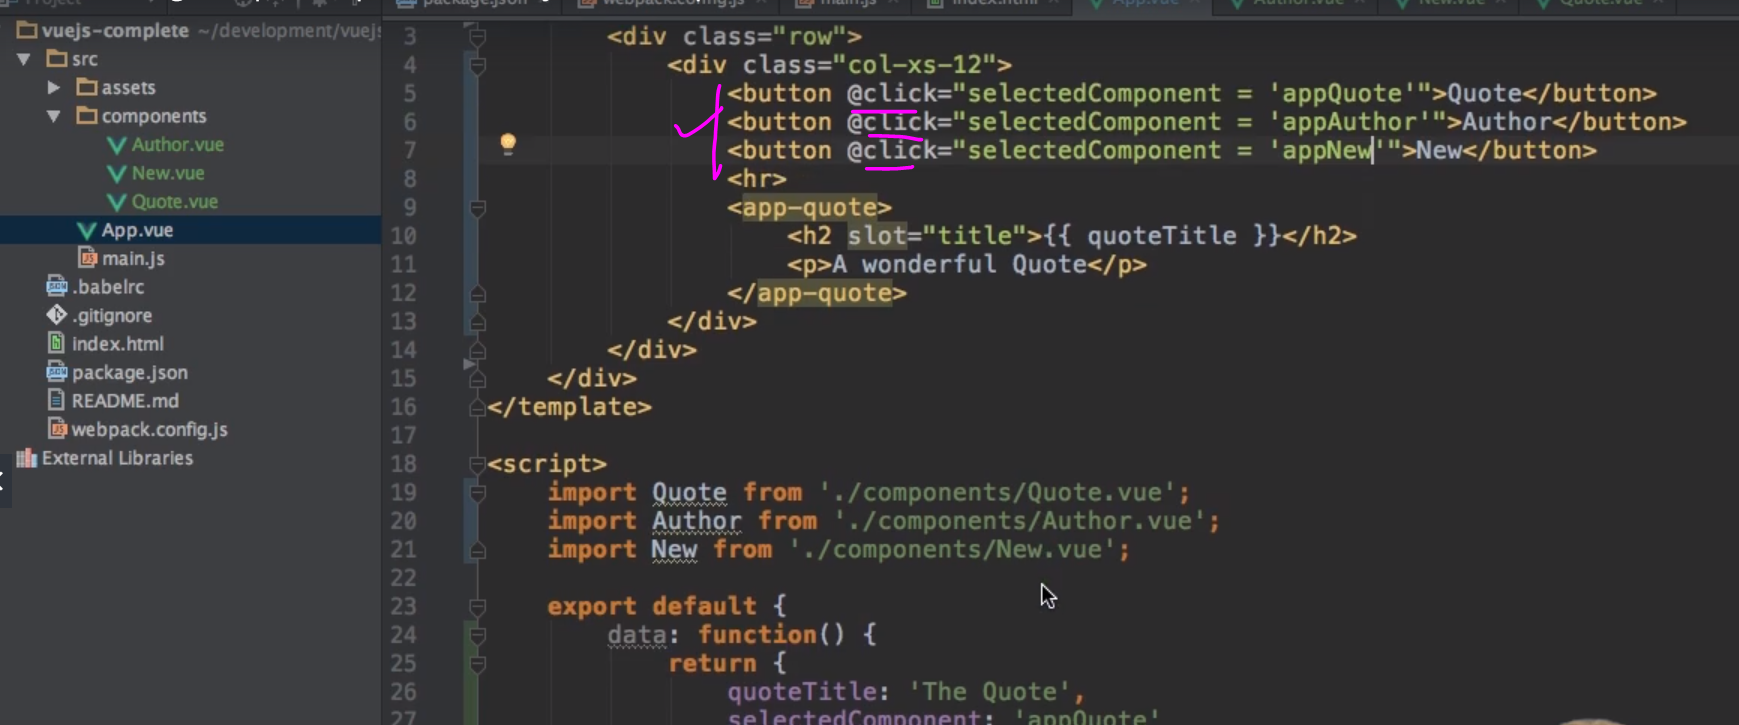 Project
package.json
webpack.config.js
main.js
index.html
App.vue
Author.vue
New.vue
Quote.vue
vuejs-complete ~/development/vuejs
src
assets
components
Author.vue
New.vue
Quote.vue
App.vue
main.js
.babelrc
.gitignore
index.html
package.json
README.md
webpack.config.js
External Libraries
3 <div class="row">
4 <div class="col-xs-12">
5 <button @click="selectedComponent = 'appQuote'">Quote</button>
6 <button @click="selectedComponent = 'appAuthor'">Author</button>
7 <button @click="selectedComponent = 'appNew'">New</button>
8 <hr>
9 <app-quote>
10 <h2 slot="title">{{ quoteTitle }}</h2>
11 <p>A wonderful Quote</p>
12 </app-quote>
13 </div>
14 </div>
15 </div>
16 </template>
17
18 <script>
19 import Quote from './components/Quote.vue';
20 import Author from './components/Author.vue';
21 import New from './components/New.vue';
22
23 export default {
24 data: function() {
25 return {
26 quoteTitle: 'The Quote',
27 selectedComponent: 'appQuote'